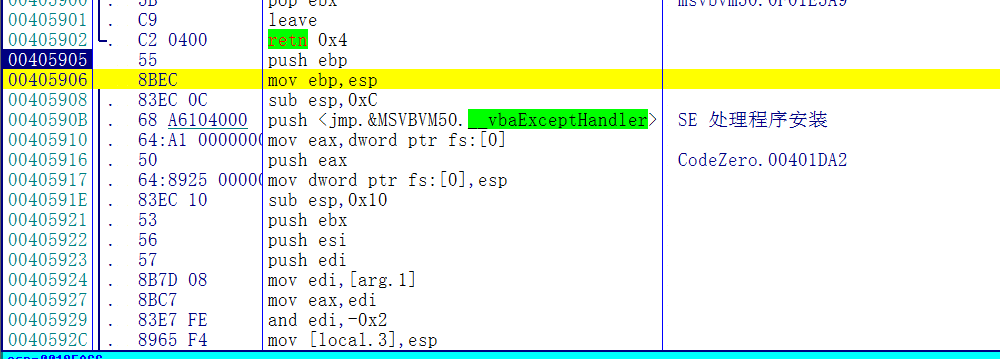 00405900 . 5B pop ebx msvbvm50.0F01E5A9
00405901 . C9 leave
00405902 . C2 0400 retn 0x4
00405905 55 push ebp
00405906 8BEC mov ebp,esp
00405908 . 83EC 0C sub esp,0xC
0040590B . 68 A6104000 push <jmp.&MSVBVM50.__vbaExceptHandler> SE 处理程序安装
00405910 . 64:A1 0000000 mov eax,dword ptr fs:[0]
00405916 . 50 push eax CodeZero.00401DA2
00405917 . 64:8925 00000 mov dword ptr fs:[0],esp
0040591E . 83EC 10 sub esp,0x10
00405921 . 53 push ebx
00405922 . 56 push esi
00405923 . 57 push edi
00405924 . 8B7D 08 mov edi,[arg.1]
00405927 . 8BC7 mov eax,edi
00405929 . 83E7 FE and edi,-0x2
0040592C . 8965 F4 mov [local.3],esp